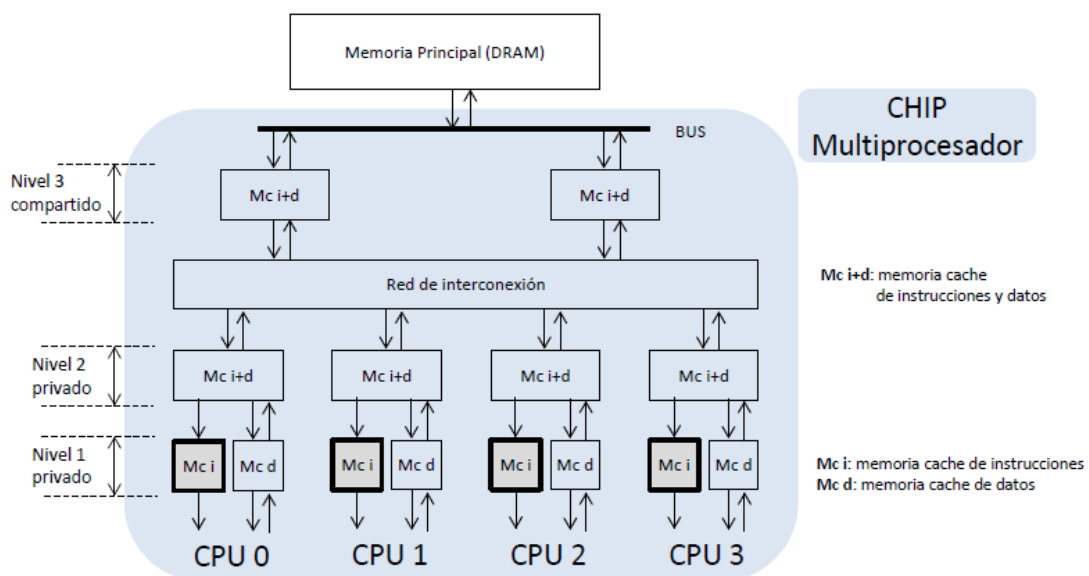 Memoria Principal (DRAM)
CHIP
Multiprocesador
BUS
Nivel 3
compartido
Mc i+d
Mc i+d
Red de interconexión
Mc i+d: memoria cache
de instrucciones y datos
Nivel 2
privado
Mc i+d
Mc i+d
Mc i+d
Mc i+d
Nivel 1
privado
Mc i
Mc d
Mc i
Mc d
Mc i
Mc d
Mc i
Mc d
Mc i: memoria cache de instrucciones
Mc d: memoria cache de datos
CPU 0
CPU 1
CPU 2
CPU 3